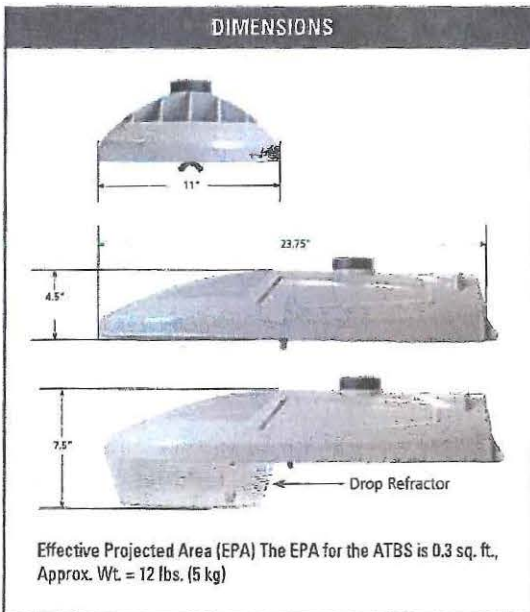 DIMENSIONS
11"
23.75"
4.5"
7.5"
Drop Refractor
Effective Projected Area (EPA) The EPA for the ATBS is 0.3 sq. ft.,
Approx. Wt. = 12 lbs. (5 kg)